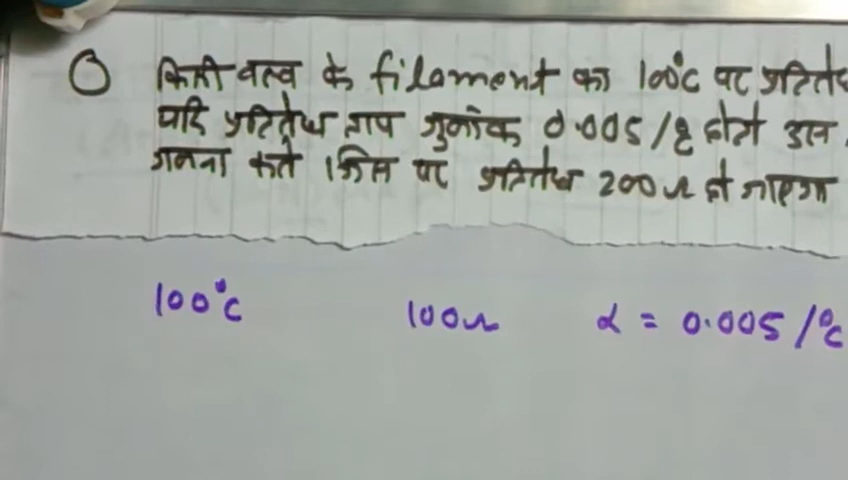 Q किसी बल्ब के filament का 100°C पर प्रतिरोध
यदि प्रतिरोध ताप गुणांक 0.005 / हो तो उस
गणना करो जिस पर प्रतिरोध 200Ω हो जाएगा
100°C 100Ω α = 0.005 /°C